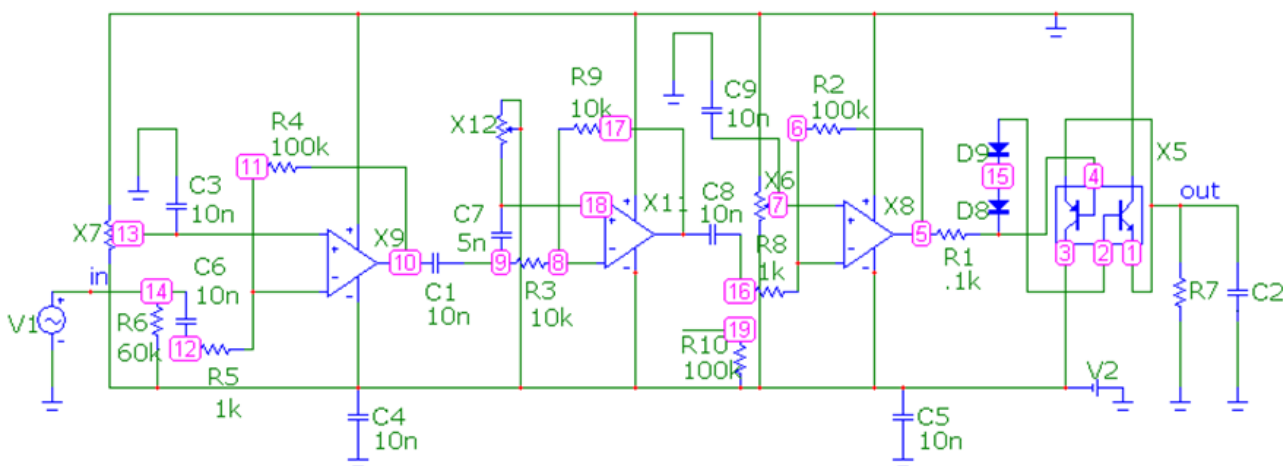 R4
100k
11
C3
10n
X7
13
C6
10n
in
14
V1
R6
60k
12
R5
1k
X9
10
C1
10n
C4
10n
X12
R9
10k
17
18
C7
5n
9
R3
10k
8
X11
C8
10n
C9
10n
X6
7
R2
100k
6
R8
1k
16
19
R10
100k
X8
5
R1
.1k
C5
10n
D9
15
D8
4
X5
3
2
1
out
V2
R7
C2
+
-
+
-
+
-
+
-
+
-
+
-
+
-